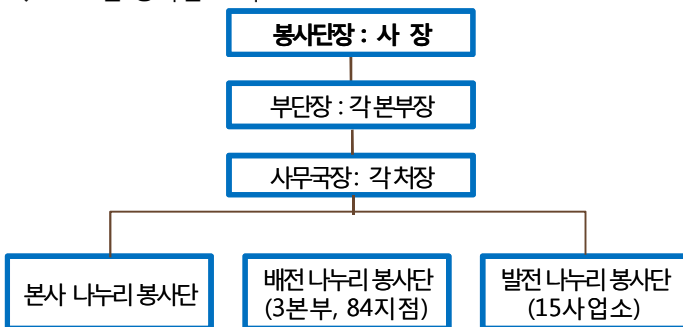 봉사단장 : 사 장
부단장 : 각 본부장
사무국장 : 각 처장
본사 나누리 봉사단
배전 나누리 봉사단
(3본부, 84지점)
발전 나누리 봉사단
(15사업소)